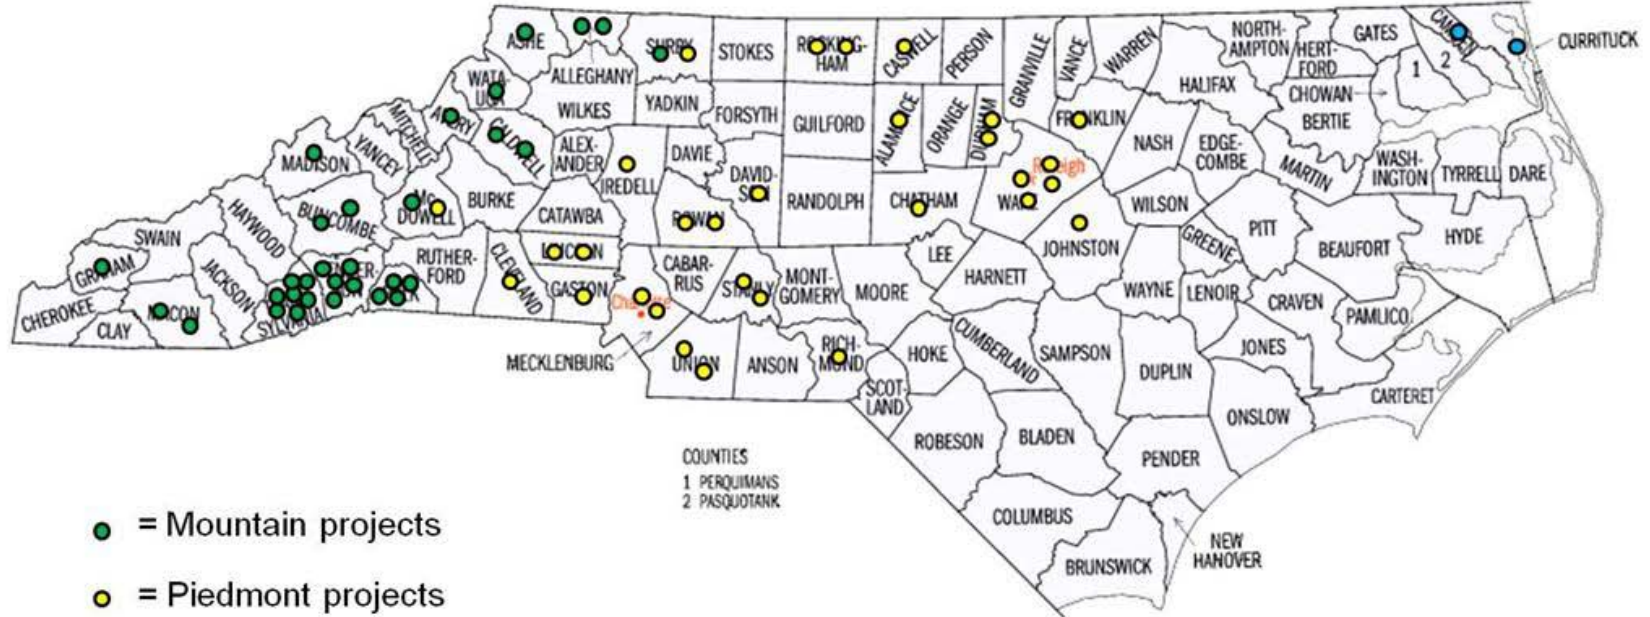 ASHE
ALLEGHANY
SURRY
STOKES
ROCKING-
HAM
CASWELL
PERSON
GRANVILLE
VANCE
WARREN
NORTH-
AMPTON
HERT-
FORD
GATES
CAMDEN
CURRITUCK
1
2
WATA-
UGA
WILKES
YADKIN
FORSYTH
GUILFORD
ALAMANCE
ORANGE
DURHAM
FRANKLIN
HALIFAX
CHOWAN
BERTIE
MITCHELL
AVERY
CALDWELL
ALEX-
ANDER
IREDELL
DAVIE
DAVID-
SON
RANDOLPH
CHATHAM
WAKE
Raleigh
NASH
EDGE-
COMBE
MARTIN
WASH-
INGTON
TYRRELL
DARE
MADISON
YANCEY
Mc
DOWELL
BURKE
CATAWBA
ROWAN
WILSON
PITT
BEAUFORT
HYDE
SWAIN
HAYWOOD
BUNCOMBE
RUTHER-
FORD
CLEVELAND
LINCOLN
GASTON
CABAR-
RUS
STANLY
MONT-
GOMERY
MOORE
LEE
HARNETT
JOHNSTON
GREENE
WAYNE
LENOIR
CRAVEN
PAMLICO
GRAHAM
CHEROKEE
CLAY
MACON
JACKSON
Charlotte
MECKLENBURG
UNION
ANSON
RICH-
MOND
SCOT-
LAND
HOKE
CUMBERLAND
SAMPSON
DUPLIN
JONES
CARTERET
ONSLOW
ROBESON
BLADEN
PENDER
COLUMBUS
BRUNSWICK
NEW
HANOVER
COUNTIES
1 PERQUIMANS
2 PASQUOTANK
= Mountain projects
= Piedmont projects